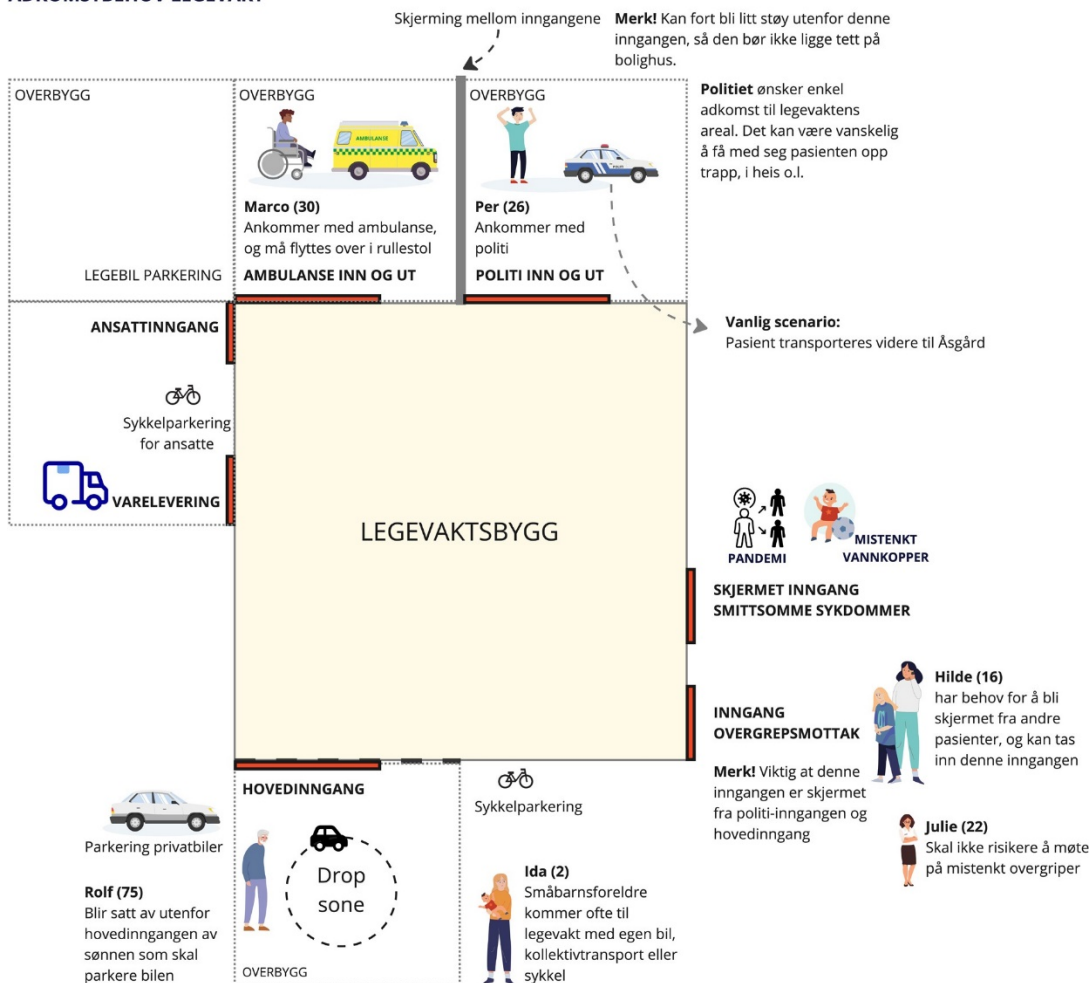 Skjerming mellom inngangene
Merk! Kan fort bli litt støy utenfor denne
inngangen, så den bør ikke ligge tett på
bolighus.
OVERBYGG
LEGEBIL PARKERING
OVERBYGG
AMBULANSE
Marco (30)
Ankommer med ambulanse,
og må flyttes over i rullestol
AMBULANSE INN OG UT
OVERBYGG
Per (26)
Ankommer med
politi
POLITI INN OG UT
Politiet ønsker enkel
adkomst til legevaktens
areal. Det kan være vanskelig
å få med seg pasienten opp
trapp, i heis o.l.
Vanlig scenario:
Pasient transporteres videre til Åsgård
ANSATTINNGANG
Sykkelparkering
for ansatte
VARELEVERING
LEGEVAKTSBYGG
PANDEMI
MISTENKT
VANNKOPPER
SKJERMET INNGANG
SMITTSOMME SYKDOMMER
INNGANG
OVERGREPSMOTTAK
Merk! Viktig at denne
inngangen er skjermet
fra politi-inngangen og
hovedinngang
Hilde (16)
har behov for å bli
skjermet fra andre
pasienter, og kan tas
inn denne inngangen
Julie (22)
Skal ikke risikere å møte
på mistenkt overgriper
HOVEDINNGANG
Drop
sone
OVERBYGG
Sykkelparkering
Parkering privatbiler
Rolf (75)
Blir satt av utenfor
hovedinngangen av
sønnen som skal
parkere bilen
Ida (2)
Småbarnsforeldre
kommer ofte til
legevakt med egen bil,
kollektivtransport eller
sykkel